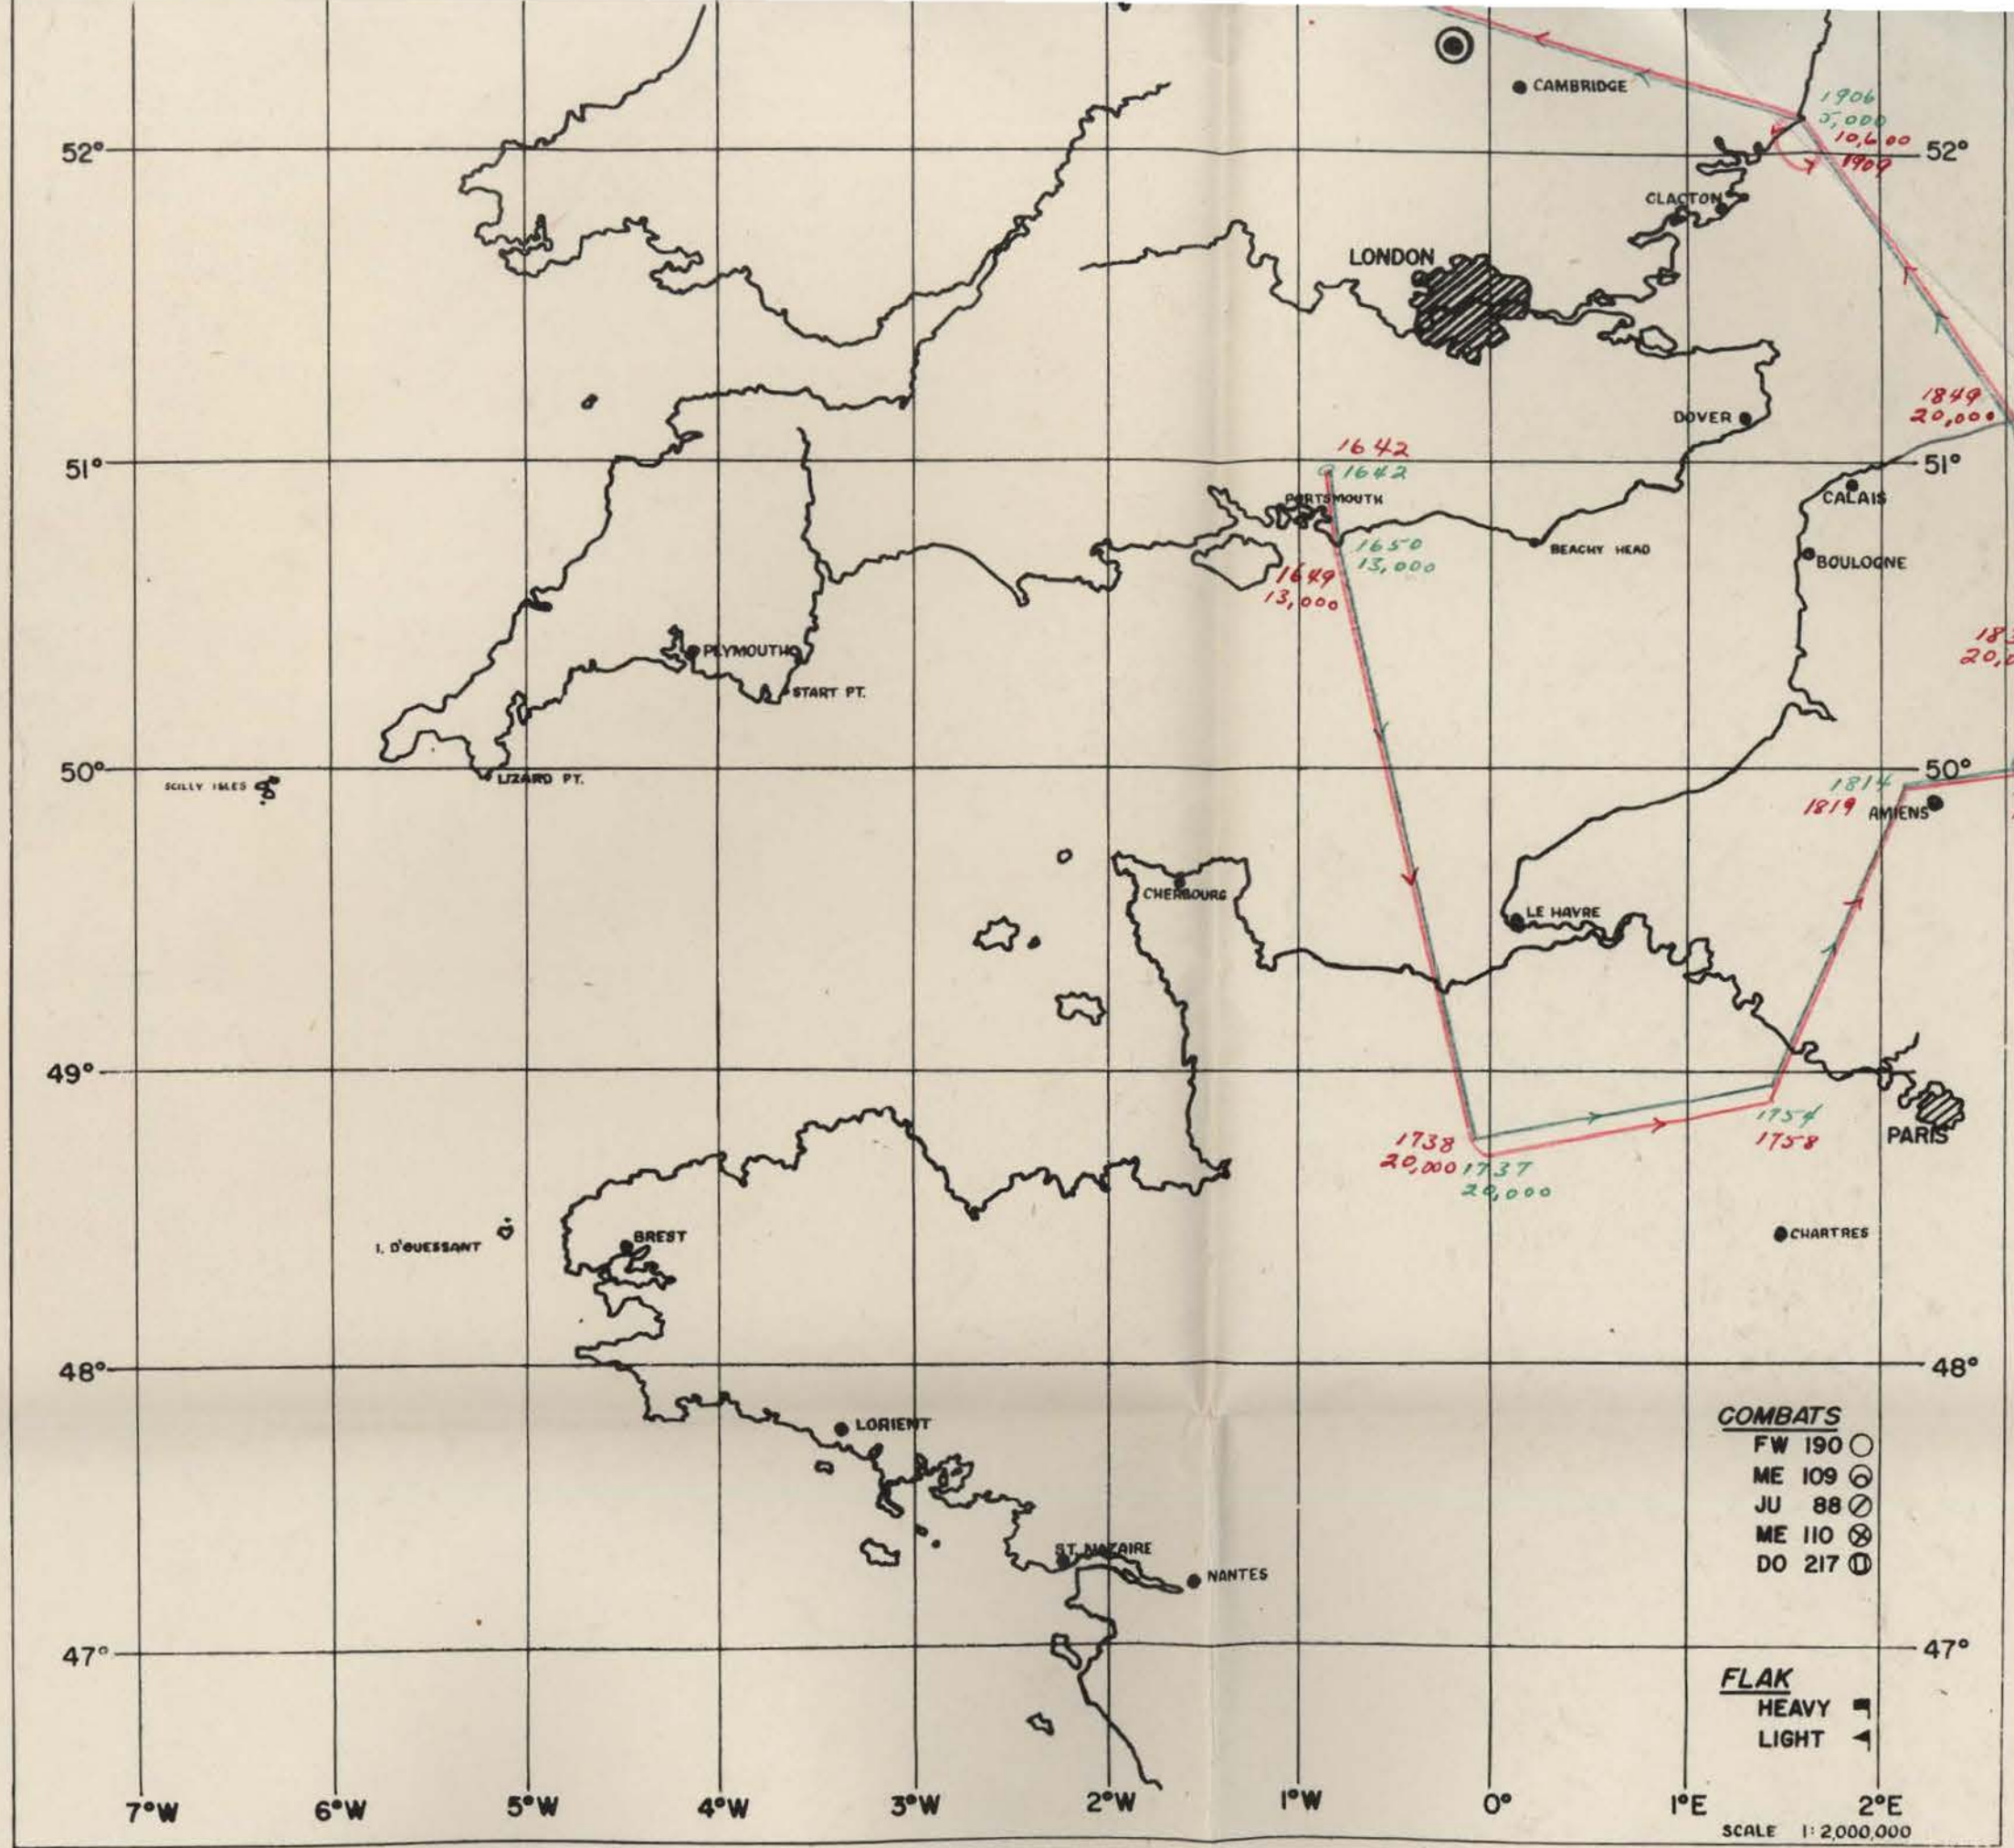 CAMBRIDGE
1906
5,000
10,600
1909
52°
52°
CLACTON
LONDON
DOVER
1849
20,000
1642
1642
51°
51°
CALAIS
PORTSMOUTH
1650
13,000
BEACHY HEAD
BOULOGNE
1649
13,000
PLYMOUTH
START PT.
50°
50°
LIZARD PT.
SCILLY ISLES
1814
1819
AMIENS
CHERBOURG
LE HAVRE
49°
1754
1758
PARIS
1738
20,000
1737
20,000
CHARTRES
BREST
I. D'OUESSANT
48°
48°
LORIENT
COMBATS
FW 190
ME 109
JU 88
ME 110
DO 217
ST. NAZAIRE
NANTES
47°
47°
FLAK
HEAVY
LIGHT
7°W 6°W 5°W 4°W 3°W 2°W 1°W 0° 1°E 2°E
SCALE 1:2,000,000